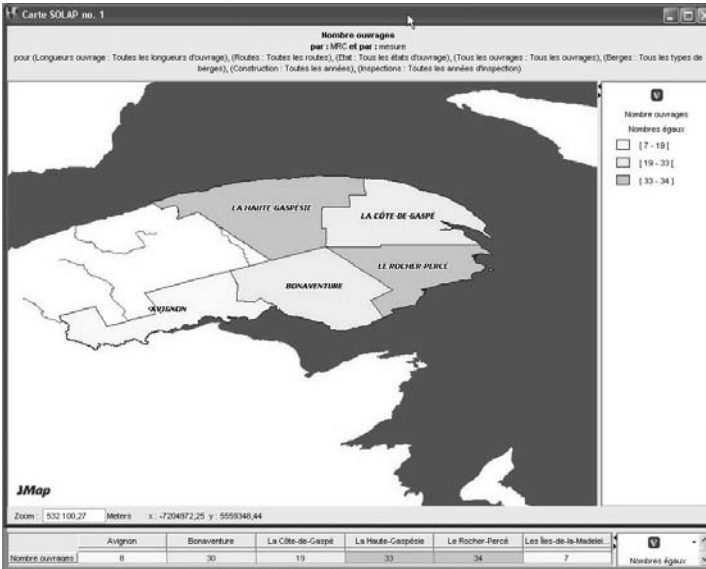 Carte SOLAP no. 1
Nombre ouvrages
par : MRC et par : mesure
pour (Longueurs ouvrage : Toutes les longueurs d'ouvrage), (Routes : Toutes les routes), (Etat : Tous les états d'ouvrage), (Tous les ouvrages : Tous les ouvrages), (Berges : Tous les types de
berges), (Construction : Toutes les années), (Inspections : Toutes les années d'inspection)
Nombre ouvrages
Nombres égaux
[ 7 - 19 [
[ 19 - 33 [
[ 33 - 34 ]
LA HAUTE-GASPÉSIE
LA CÔTE-DE-GASPÉ
LE ROCHER-PERCÉ
BONAVENTURE
AVIGNON
JMap
Zoom : 532 100,27 Meters x : -7204972,25 y : 5559348,44
Avignon Bonaventure La Côte-de-Gaspé La Haute-Gaspésie Le Rocher-Percé Les Îles-de-la-Madelei...
Nombre ouvrages 8 30 19 33 34 7
Nombres égaux